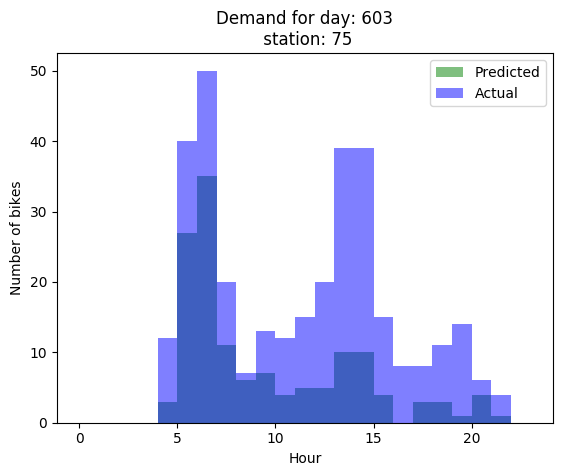 Demand for day: 603
station: 75
Predicted
Actual
Number of bikes
50
40
30
20
10
0
0 5 10 15 20
Hour